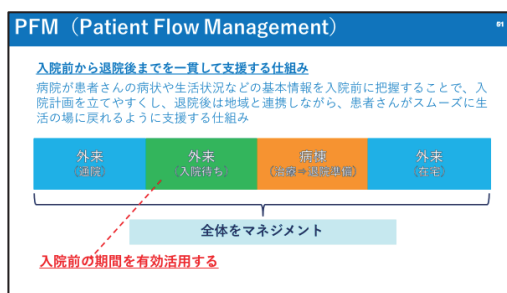 PFM（Patient Flow Management）
61
入院前から退院後までを一貫して支援する仕組み
病院が患者さんの病状や生活状況などの基本情報を入院前に把握することで、入
院計画を立てやすくし、退院後は地域と連携しながら、患者さんがスムーズに生
活の場に戻れるように支援する仕組み
外来 外来 病棟 外来
（通院） （入院待ち） （治療⇒退院準備） （在宅）
全体をマネジメント
入院前の期間を有効活用する